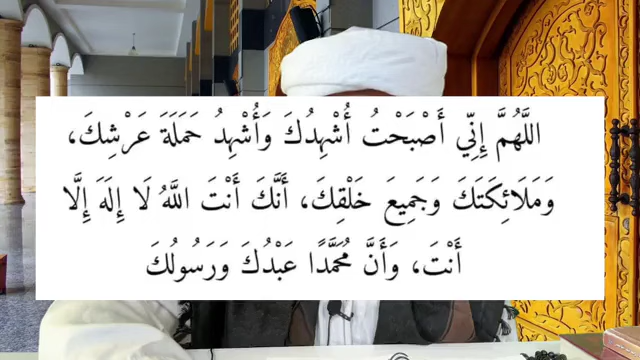 اللَّهُمَّ إِنِّي أَصْبَحْتُ أُشْهِدُكَ وَأُشْهِدُ حَمَلَةَ عَرْشِكَ،
وَمَلَائِكَتَكَ وَجَمِيعَ خَلْقِكَ، أَنَّكَ أَنْتَ اللَّهُ لَا إِلَهَ إِلَّا
أَنْتَ، وَأَنَّ مُحَمَّدًا عَبْدُكَ وَرَسُولُكَ